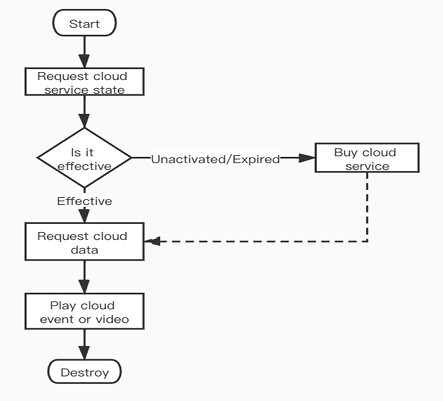 Start
Request cloud
service state
Is it
effective
Unactivated/Expired
Buy cloud
service
Effective
Request cloud
data
Play cloud
event or video
Destroy